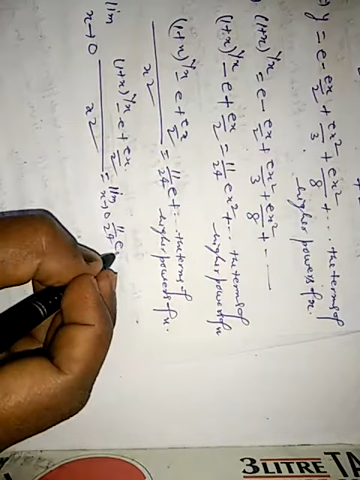 y = e - ex/2 + ex²/3 + ex²/8 + ... the terms of
higher powers of x.
(1+x)^1/x = e - ex/2 + ex²/3 + ex²/8 + ...
(1+x)^1/x - e + ex/2 = 11/24 ex² + ... the terms of
higher powers of x
(1+x)^1/x - e + ex/2 / x² = 11/24 e + ... the terms of
higher powers of x.
lim x→0 (1+x)^1/x - e + ex/2 / x² = lim x→0 11/24 e
3 LITRE TA